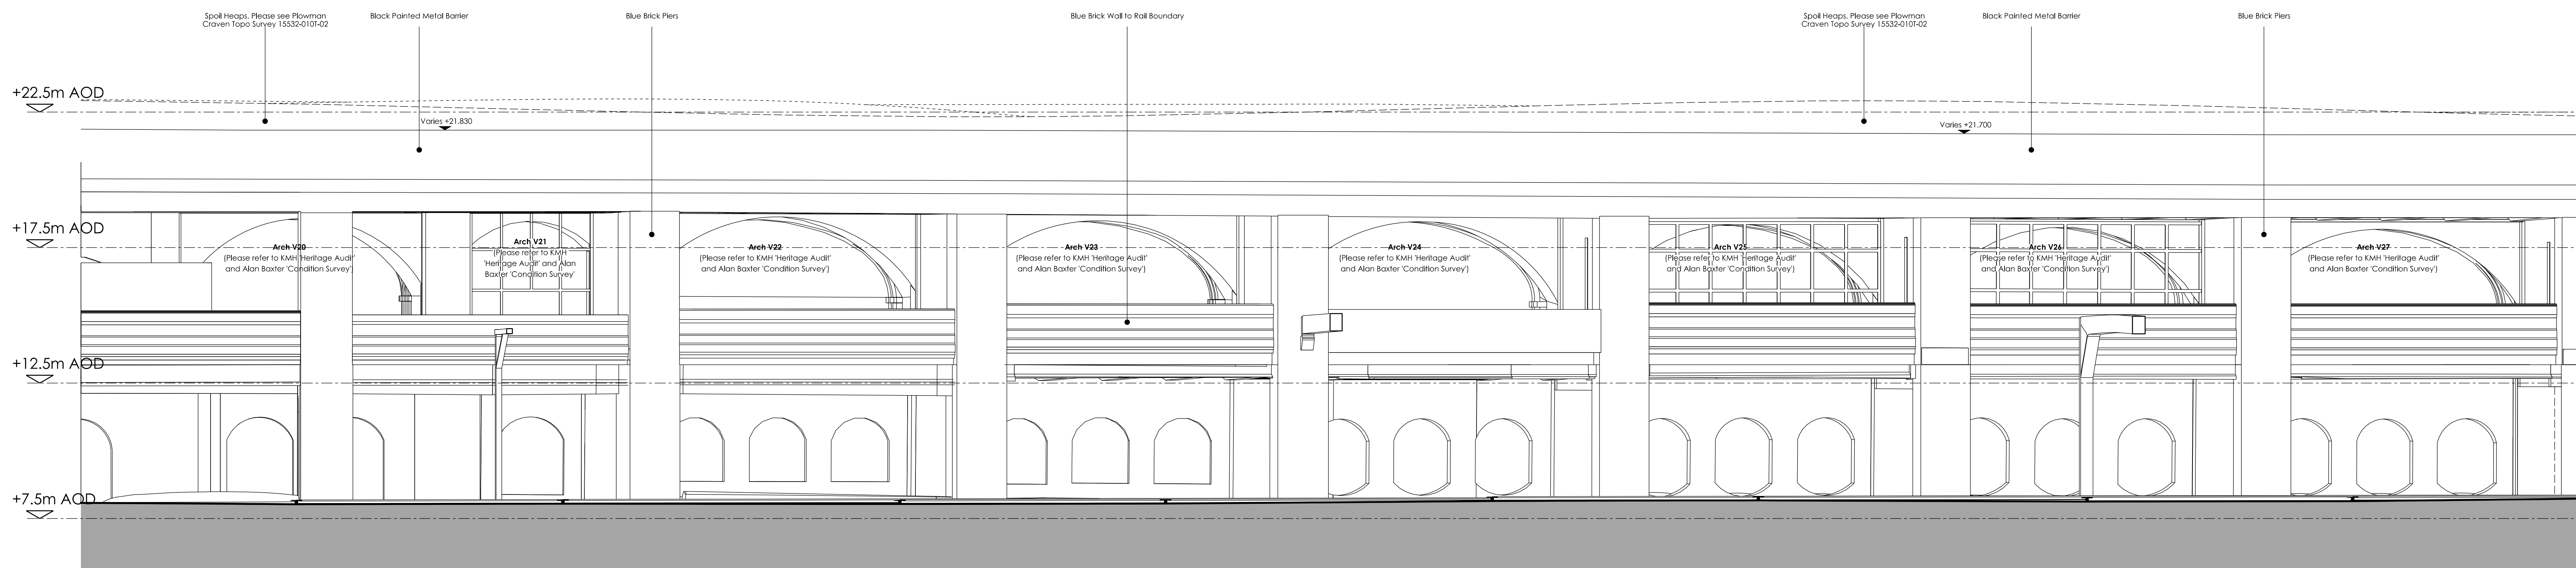 Spoil Heaps, Please see Plowman
Craven Topo Survey 15532-010T-02
Black Painted Metal Barrier
Blue Brick Piers
Blue Brick Wall to Rail Boundary
Spoil Heaps, Please see Plowman
Craven Topo Survey 15532-010T-02
Black Painted Metal Barrier
Blue Brick Piers
+22.5m AOD
Varies +21.830
Varies +21.700
+17.5m AOD
Arch V20
(Please refer to KMH 'Heritage Audit'
and Alan Baxter 'Condition Survey')
Arch V21
(Please refer to KMH
'Heritage Audit' and Alan
Baxter 'Condition Survey'
Arch V22
(Please refer to KMH 'Heritage Audit'
and Alan Baxter 'Condition Survey')
Arch V23
(Please refer to KMH 'Heritage Audit'
and Alan Baxter 'Condition Survey')
Arch V24
(Please refer to KMH 'Heritage Audit'
and Alan Baxter 'Condition Survey')
Arch V25
(Please refer to KMH 'Heritage Audit'
and Alan Baxter 'Condition Survey')
Arch V26
(Please refer to KMH 'Heritage Audit'
and Alan Baxter 'Condition Survey')
Arch V27
(Please refer to KMH 'Heritage Audit'
and Alan Baxter 'Condition Survey')
+12.5m AOD
+7.5m AOD